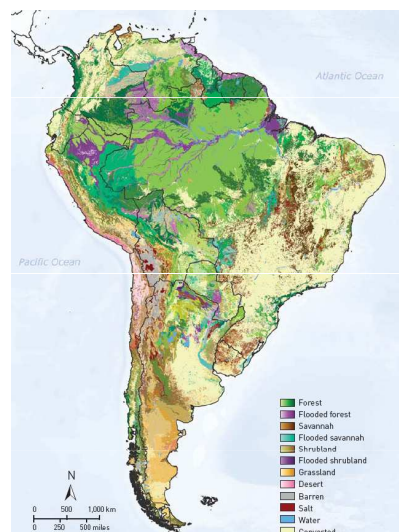 Atlantic Ocean
Pacific Ocean
N
0 500 1,000 km
0 250 500 miles
Forest
Flooded forest
Savannah
Flooded savannah
Shrubland
Flooded shrubland
Grassland
Desert
Barren
Salt
Water
Converted